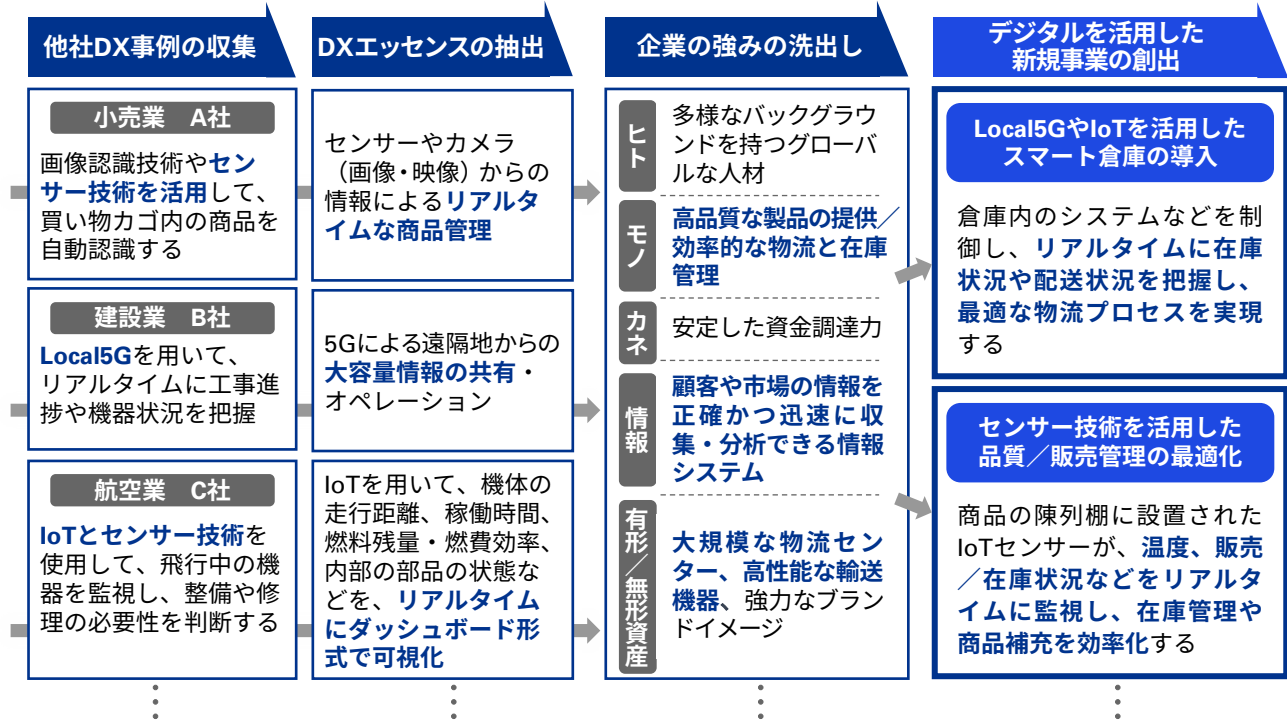 他社DX事例の収集
小売業 A社
画像認識技術やセン
サー技術を活用して、
買い物カゴ内の商品を
自動認識する
建設業 B社
Local5Gを用いて、
リアルタイムに工事進
捗や機器状況を把握
航空業 C社
IoTとセンサー技術を
使用して、飛行中の機
器を監視し、整備や修
理の必要性を判断する
DXエッセンスの抽出
センサーやカメラ
（画像・映像）からの
情報によるリアルタ
イムな商品管理
5Gによる遠隔地からの
大容量情報の共有・
オペレーション
IoTを用いて、機体の
走行距離、稼働時間、
燃料残量・燃費効率、
内部の部品の状態な
どを、リアルタイム
にダッシュボード形
式で可視化
企業の強みの洗出し
ヒト
多様なバックグラウ
ンドを持つグローバ
ルな人材
モノ
高品質な製品の提供／
効率的な物流と在庫
管理
カネ
安定した資金調達力
情報
顧客や市場の情報を
正確かつ迅速に収
集・分析できる情報
システム
有形／無形資産
大規模な物流セン
ター、高性能な輸送
機器、強力なブラン
ドイメージ
デジタルを活用した
新規事業の創出
Local5GやIoTを活用した
スマート倉庫の導入
倉庫内のシステムなどを制
御し、リアルタイムに在庫
状況や配送状況を把握し、
最適な物流プロセスを実現
する
センサー技術を活用した
品質／販売管理の最適化
商品の陳列棚に設置された
IoTセンサーが、温度、販売
／在庫状況などをリアルタ
イムに監視し、在庫管理や
商品補充を効率化する